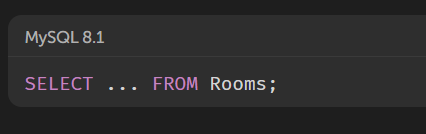 MySQL 8.1
SELECT ... FROM Rooms;